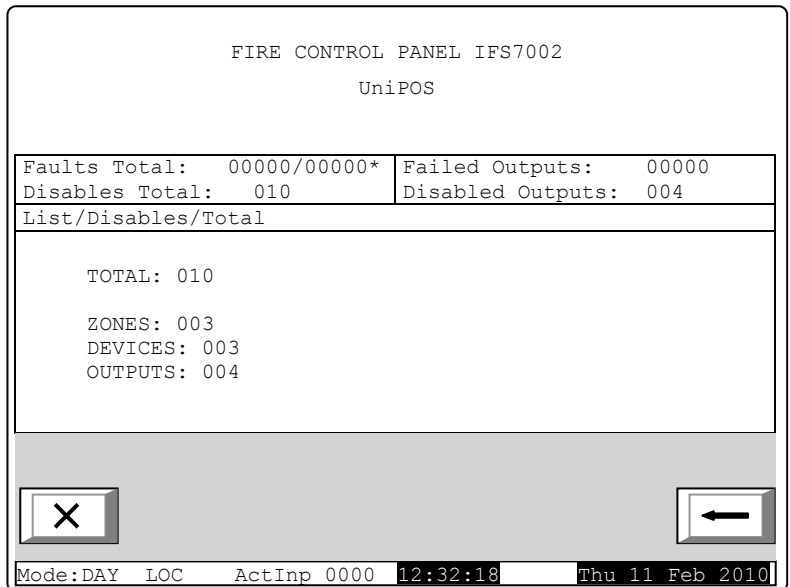 FIRE CONTROL PANEL IFS7002
UniPOS
Faults Total: 00000/00000* Failed Outputs: 00000
Disables Total: 010 Disabled Outputs: 004
List/Disables/Total
TOTAL: 010
ZONES: 003
DEVICES: 003
OUTPUTS: 004
Mode:DAY LOC ActInp 0000 12:32:18 Thu 11 Feb 2010